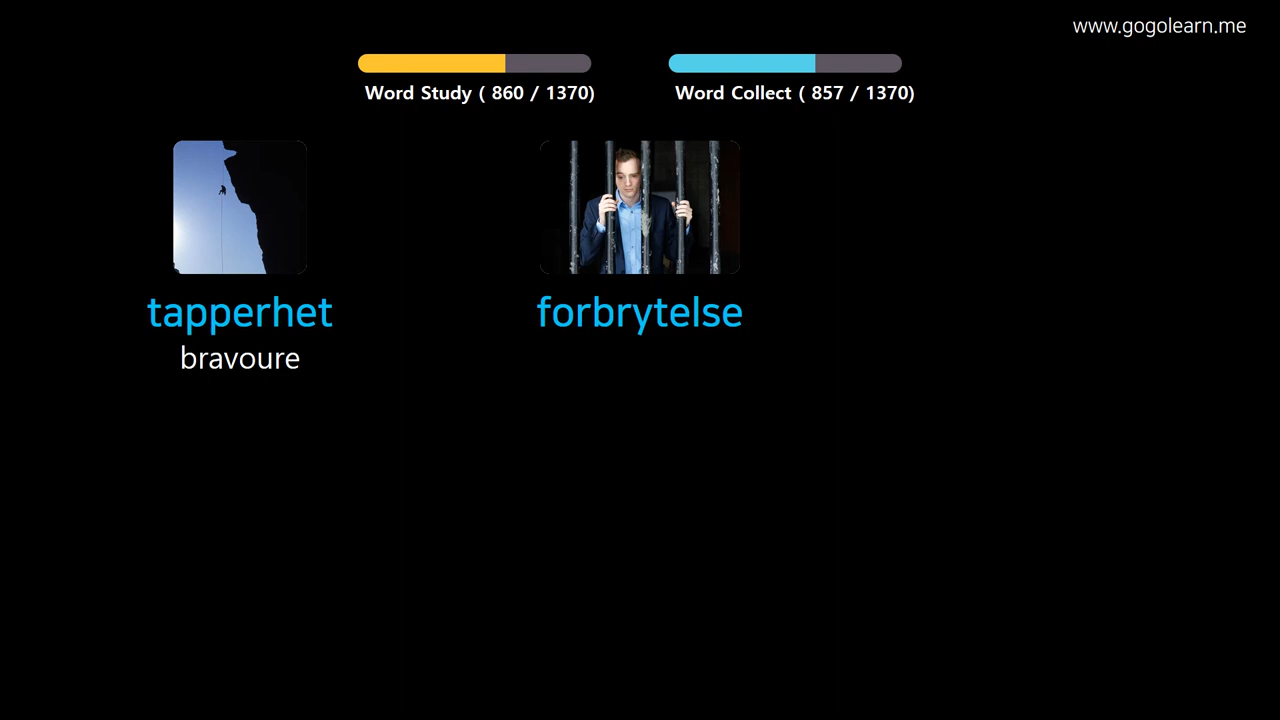 www.gogolearn.me
Word Study ( 860 / 1370)
Word Collect ( 857 / 1370)
tapperhet
forbrytelse
bravoure